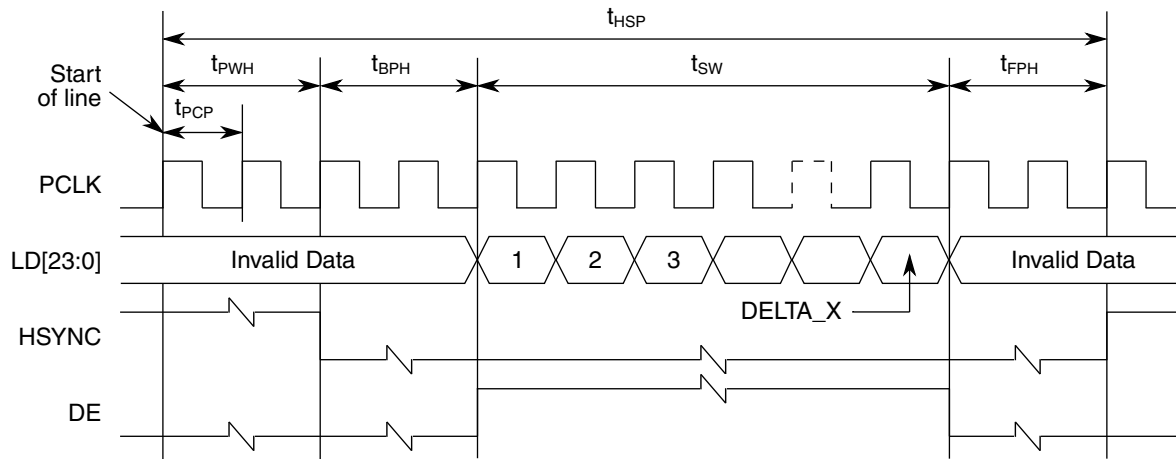 tHSP
tPWH
tBPH
tSW
tFPH
Start
of line
tPCP
PCLK
LD[23:0]
Invalid Data
1
2
3
Invalid Data
DELTA_X
HSYNC
DE